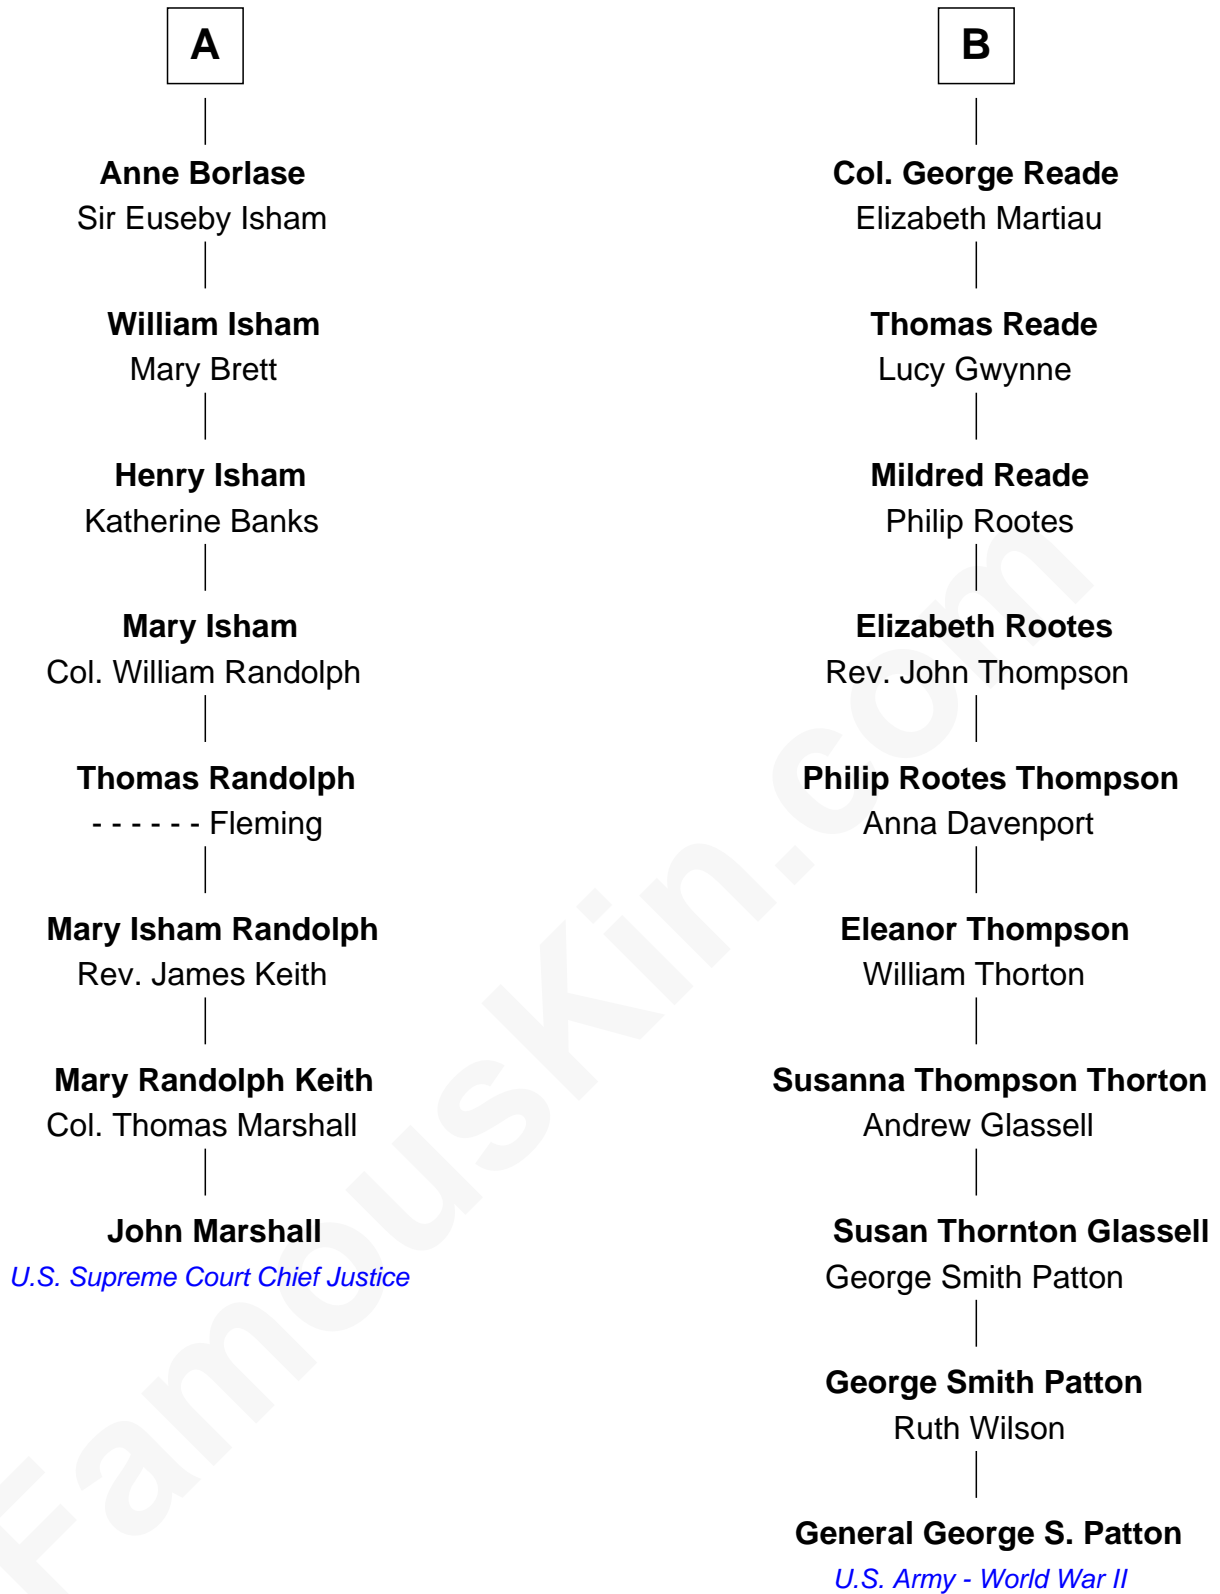 A
Anne Borlase
Sir Euseby Isham
William Isham
Mary Brett
Henry Isham
Katherine Banks
Mary Isham
Col. William Randolph
Thomas Randolph
- - - - - - Fleming
Mary Isham Randolph
Rev. James Keith
Mary Randolph Keith
Col. Thomas Marshall
John Marshall
U.S. Supreme Court Chief Justice
B
Col. George Reade
Elizabeth Martiau
Thomas Reade
Lucy Gwynne
Mildred Reade
Philip Rootes
Elizabeth Rootes
Rev. John Thompson
Philip Rootes Thompson
Anna Davenport
Eleanor Thompson
William Thorton
Susanna Thompson Thorton
Andrew Glassell
Susan Thornton Glassell
George Smith Patton
George Smith Patton
Ruth Wilson
General George S. Patton
U.S. Army - World War II
FamousKin.com